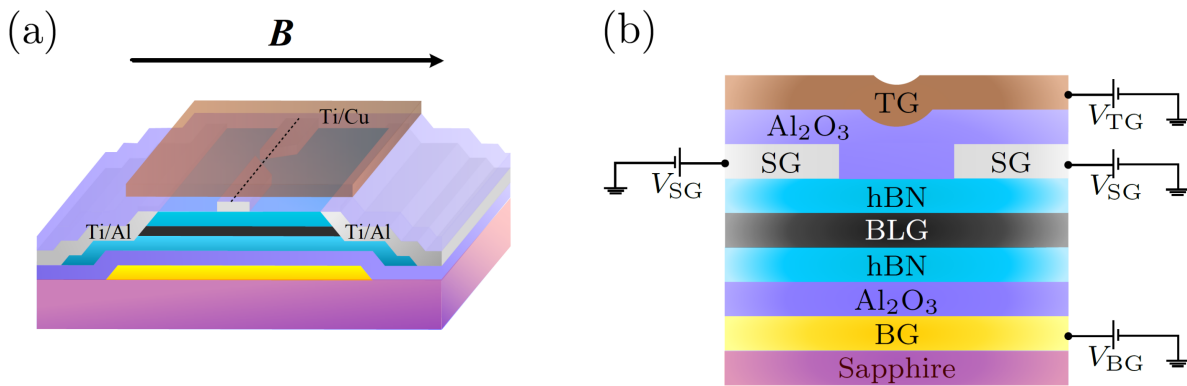 (a)
B
Ti/Cu
Ti/Al
Ti/Al
(b)
TG
V_TG
Al₂O₃
SG
SG
V_SG
V_SG
hBN
BLG
hBN
Al₂O₃
BG
V_BG
Sapphire